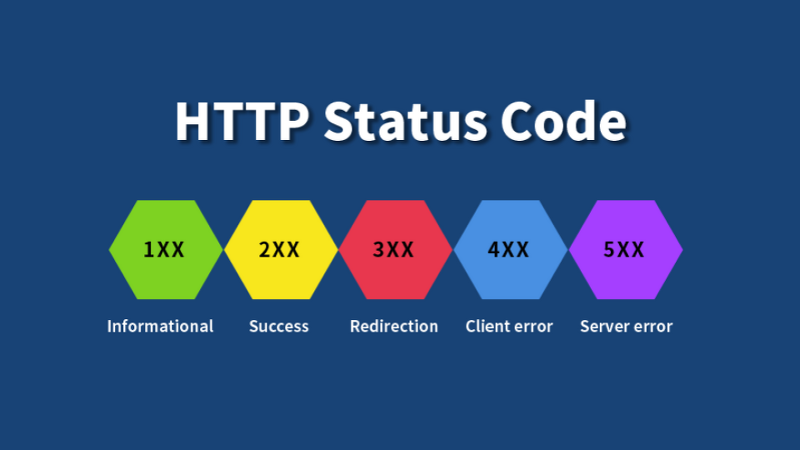 HTTP Status Code
1XX 2XX 3XX 4XX 5XX
Informational Success Redirection Client error Server error